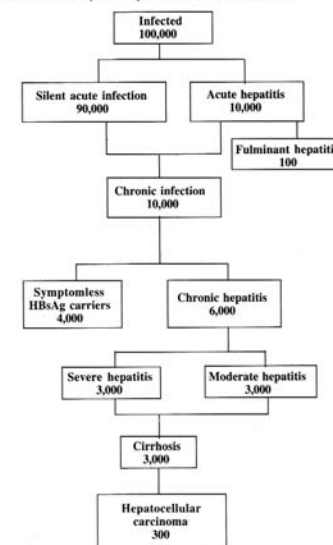 Infected
100,000
Silent acute infection
90,000
Acute hepatitis
10,000
Fulminant hepatiti
100
Chronic infection
10,000
Symptomless
HBsAg carriers
4,000
Chronic hepatitis
6,000
Severe hepatitis
3,000
Moderate hepatitis
3,000
Cirrhosis
3,000
Hepatocellular
carcinoma
300